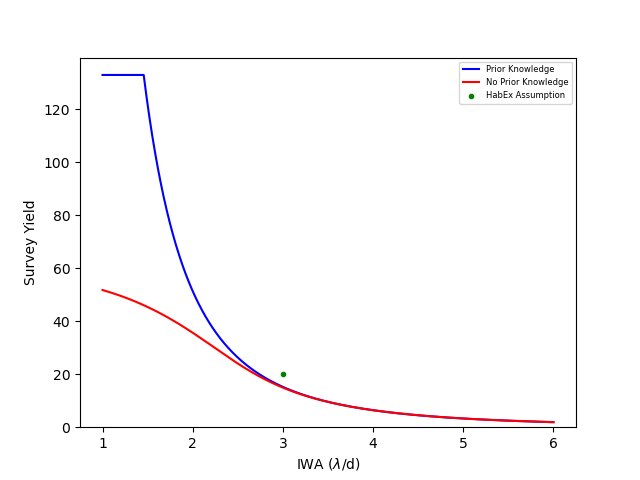 Prior Knowledge
No Prior Knowledge
HabEx Assumption
Survey Yield
120
100
80
60
40
20
0
1 2 3 4 5 6
IWA (λ/d)